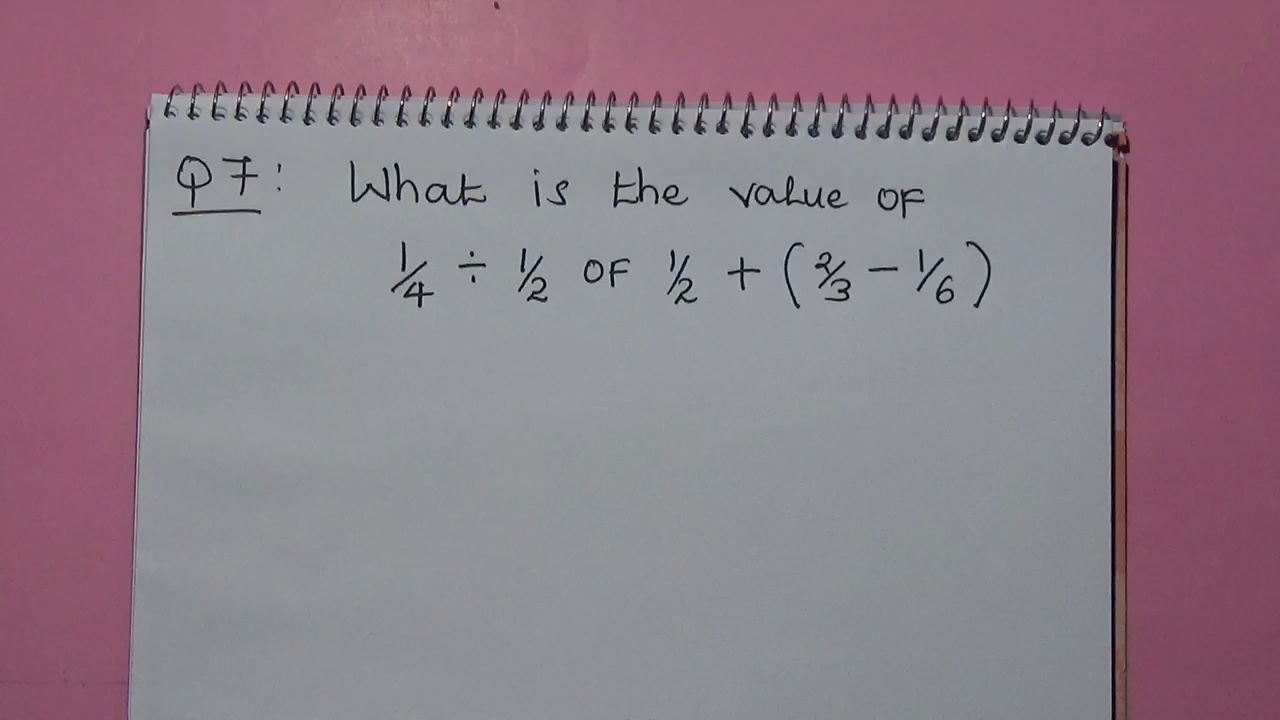 Q7: What is the value of
1/4 ÷ 1/2 OF 1/2 + (2/3 - 1/6)